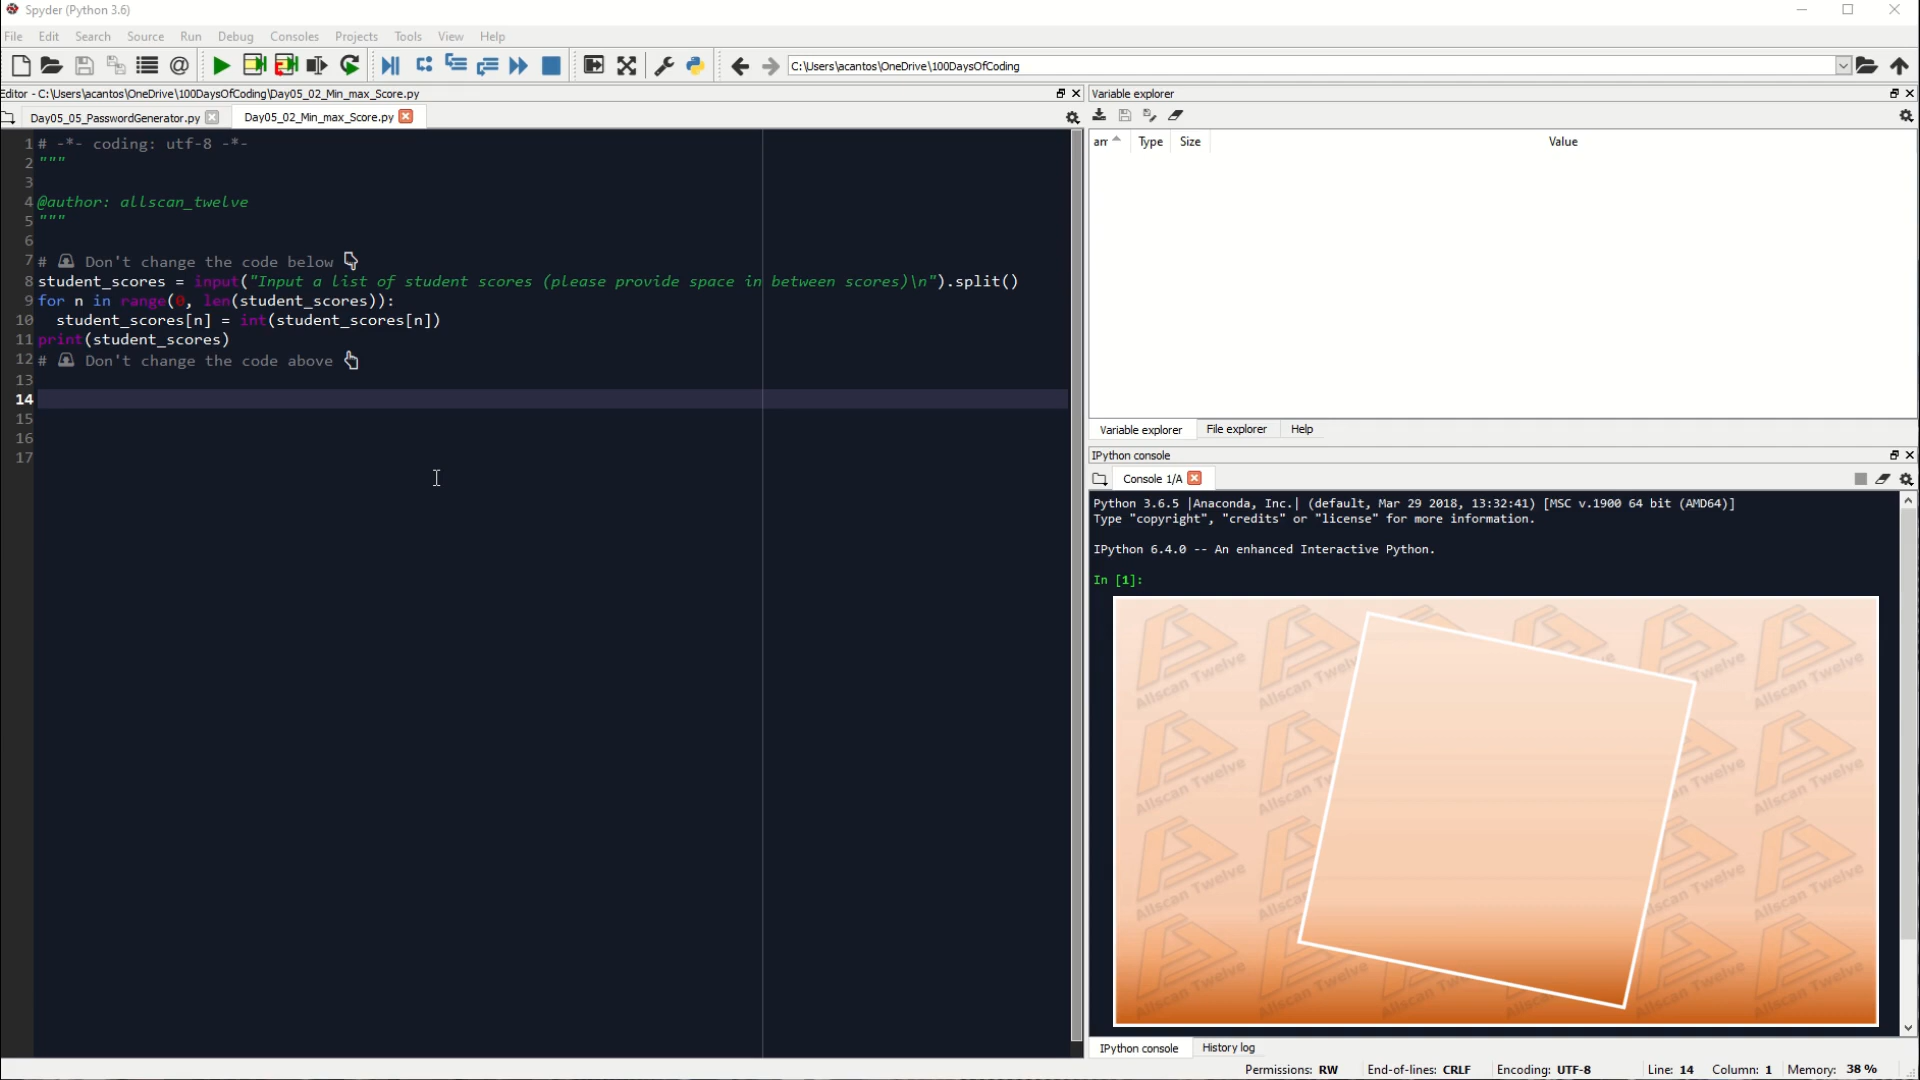 Spyder (Python 3.6)
File Edit Search Source Run Debug Consoles Projects Tools View Help
C:\Users\acantos\OneDrive\100DaysOfCoding
Editor - C:\Users\acantos\OneDrive\100DaysOfCoding\Day05_02_Min_max_Score.py
Day05_05_PasswordGenerator.py Day05_02_Min_max_Score.py
1 # -*- coding: utf-8 -*-
2 """
3
4 @author: allscan_twelve
5 """
6
7 # 🚨 Don't change the code below 👇
8 student_scores = input("Input a list of student scores (please provide space in between scores)\n").split()
9 for n in range(0, len(student_scores)):
10 student_scores[n] = int(student_scores[n])
11 print(student_scores)
12 # 🚨 Don't change the code above 👆
13
14
15
16
17
Variable explorer
Type Size Value
Variable explorer File explorer Help
IPython console
Console 1/A
Python 3.6.5 |Anaconda, Inc.| (default, Mar 29 2018, 13:32:41) [MSC v.1900 64 bit (AMD64)]
Type "copyright", "credits" or "license" for more information.
IPython 6.4.0 -- An enhanced Interactive Python.
In [1]:
Allscan Twelve
IPython console History log
Permissions: RW End-of-lines: CRLF Encoding: UTF-8 Line: 14 Column: 1 Memory: 38 %